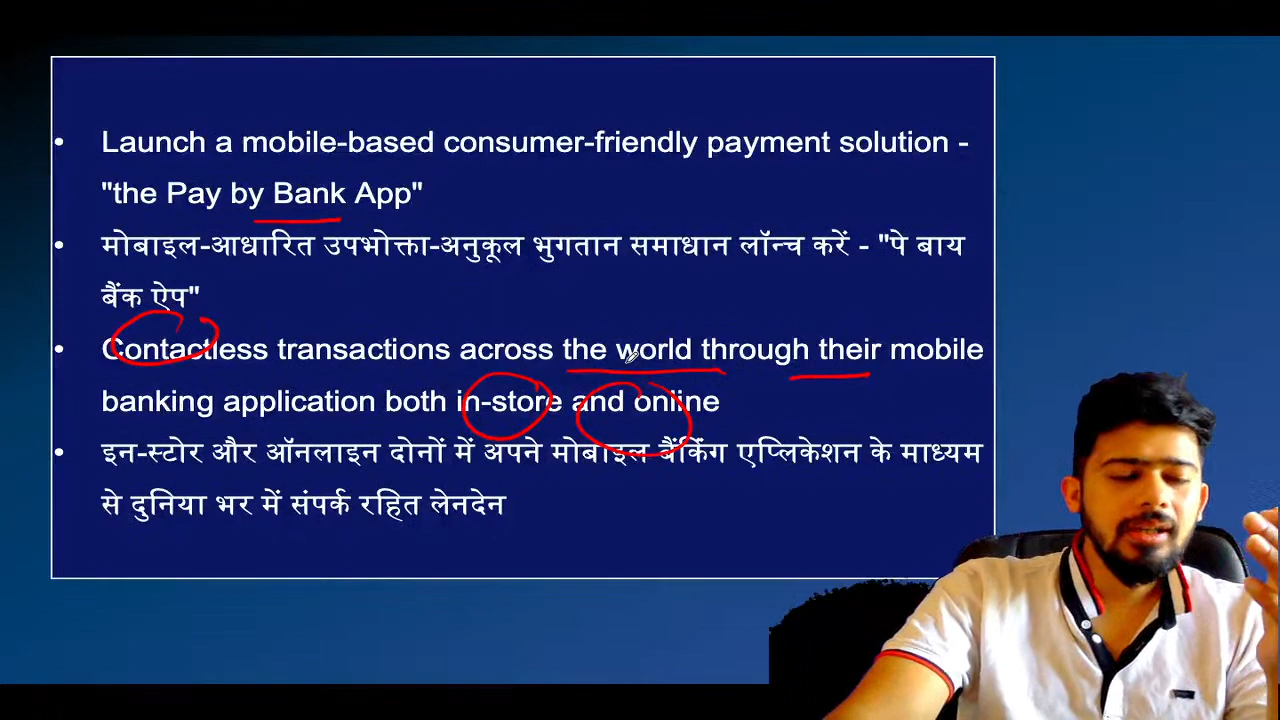 • Launch a mobile-based consumer-friendly payment solution -
"the Pay by Bank App"
• मोबाइल-आधारित उपभोक्ता-अनुकूल भुगतान समाधान लॉन्च करें - "पे बाय
बैंक ऐप"
• Contactless transactions across the world through their mobile
banking application both in-store and online
• इन-स्टोर और ऑनलाइन दोनों में अपने मोबाइल बैंकिंग एप्लिकेशन के माध्यम
से दुनिया भर में संपर्क रहित लेनदेन